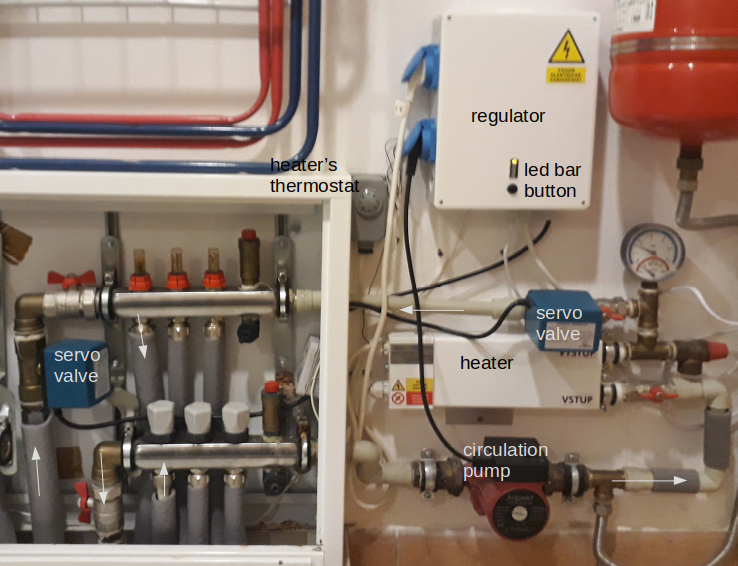 regulator
led bar
button
heater's
thermostat
servo
valve
servo
valve
heater
VSTUP
VSTUP
circulation
pump